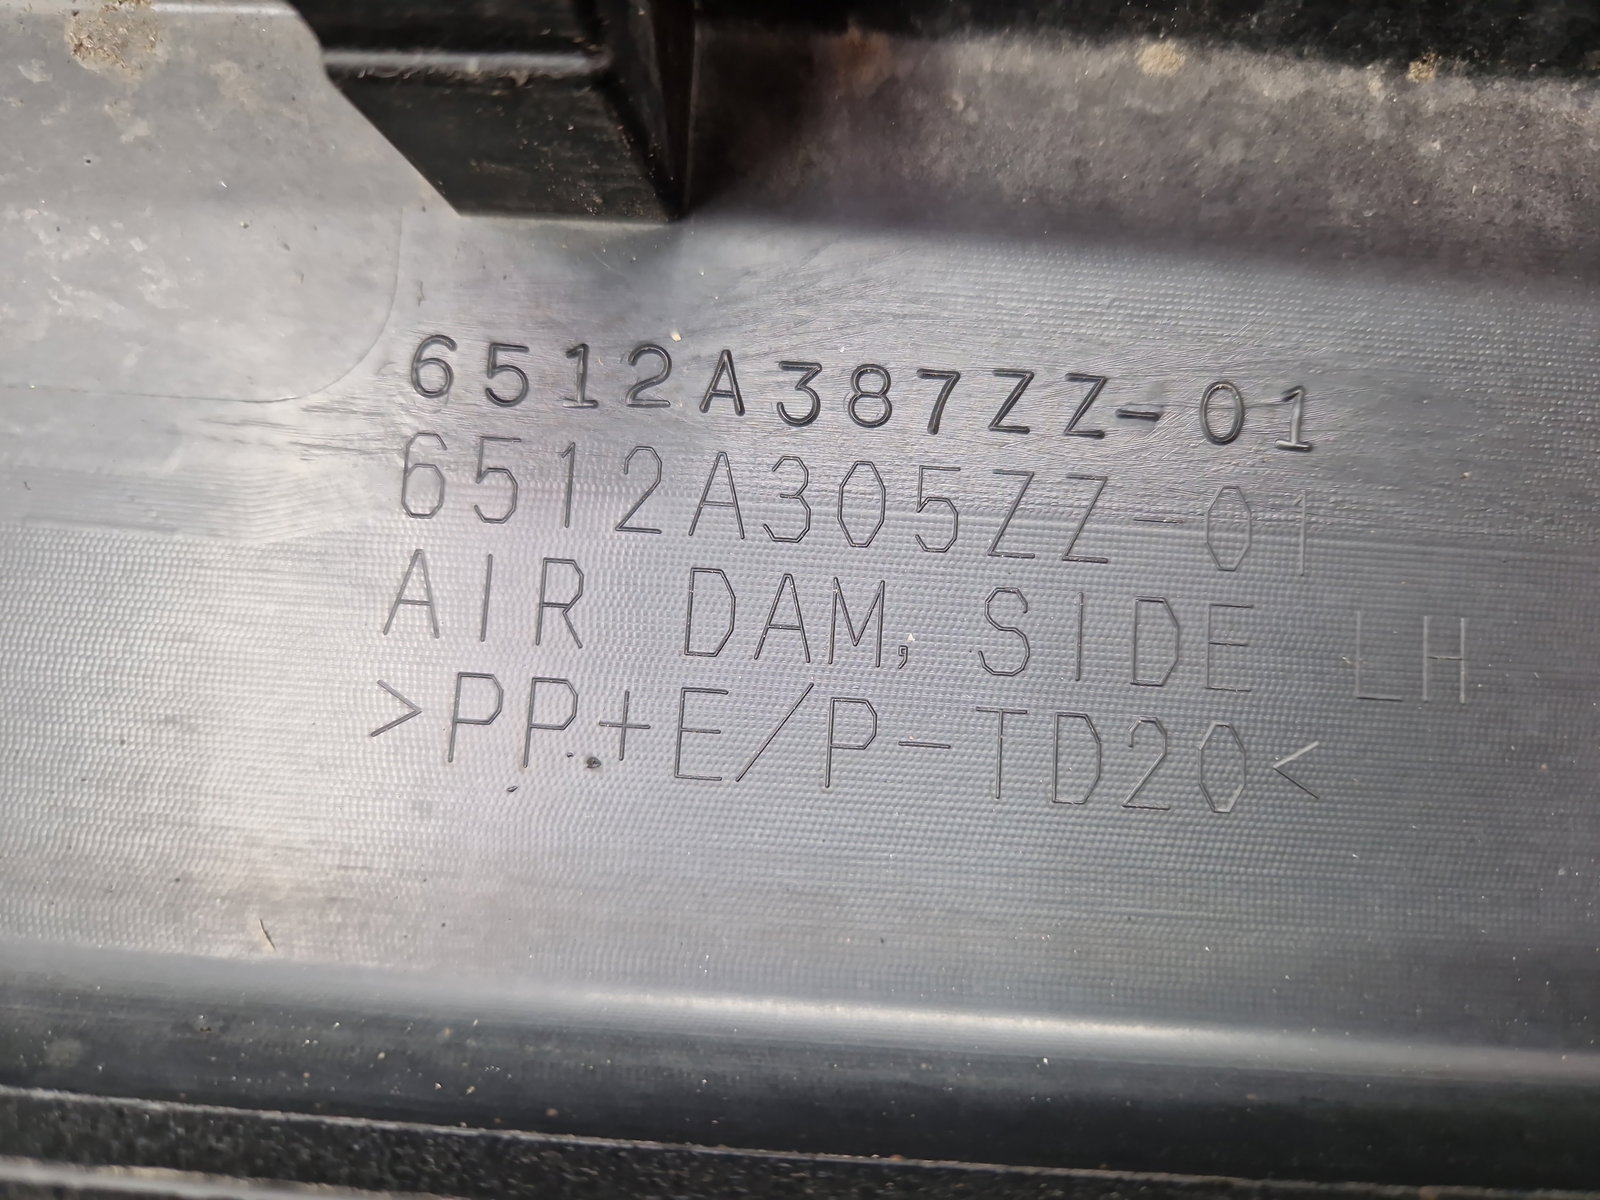 6512A387ZZ-01
6512A305ZZ-01
AIR DAM, SIDE LH
>PP+E/P-TD20<